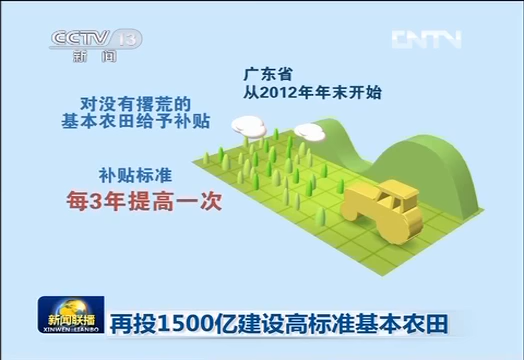 CCTV 13
新闻
CNTV
广东省
从2012年年末开始
对没有撂荒的
基本农田给予补贴
补贴标准
每3年提高一次
新闻联播
XINWEN LIANBO
再投1500亿建设高标准基本农田